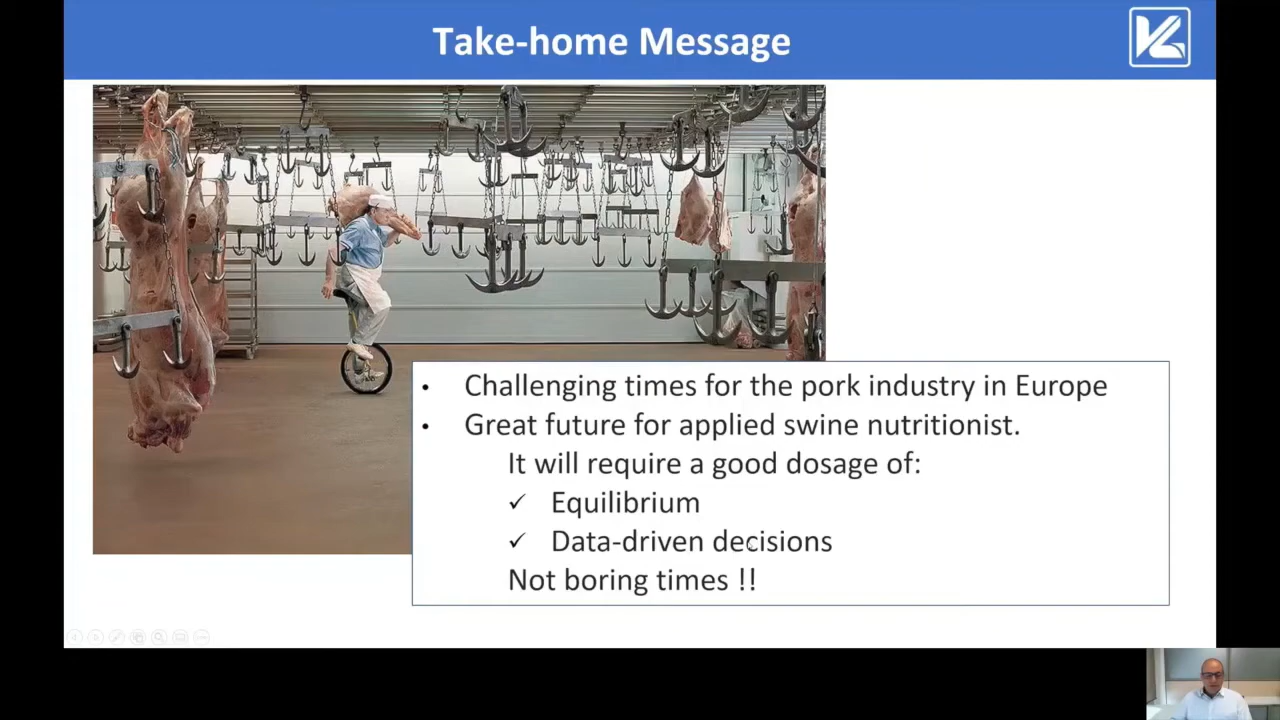 Take-home Message
• Challenging times for the pork industry in Europe
• Great future for applied swine nutritionist.
It will require a good dosage of:
✓ Equilibrium
✓ Data-driven decisions
Not boring times !!